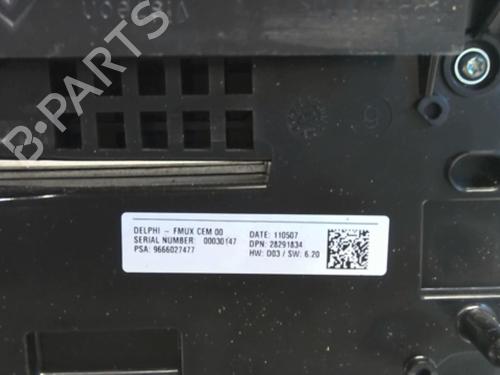 B-PARTS
DELPHI - FMUX CEM 00
SERIAL NUMBER 00030147
PSA: 9666027477
DATE: 110507
DPN: 28291834
HW: D03 / SW: 6.20